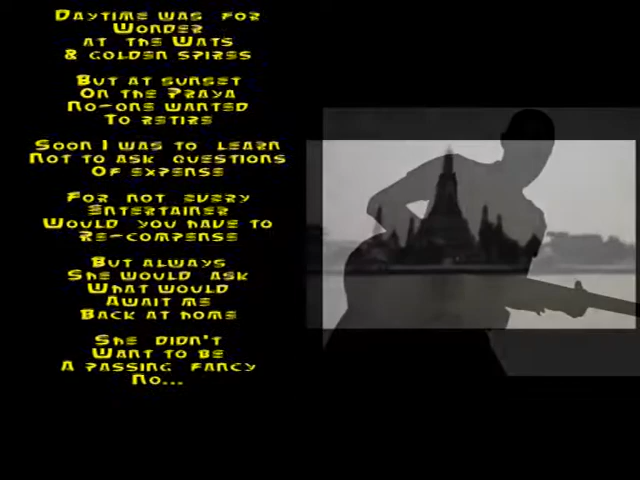 Daytime was for
Wonder
at the Wats
& golden spires
But at sunset
On the Praya
No-one wanted
To retire
Soon I was to learn
Not to ask questions
Of expense
For not every
Entertainer
Would you have to
Re-compense
But always
She would ask
What would
Await me
Back at home
She didn't
Want to be
A passing fancy
No...